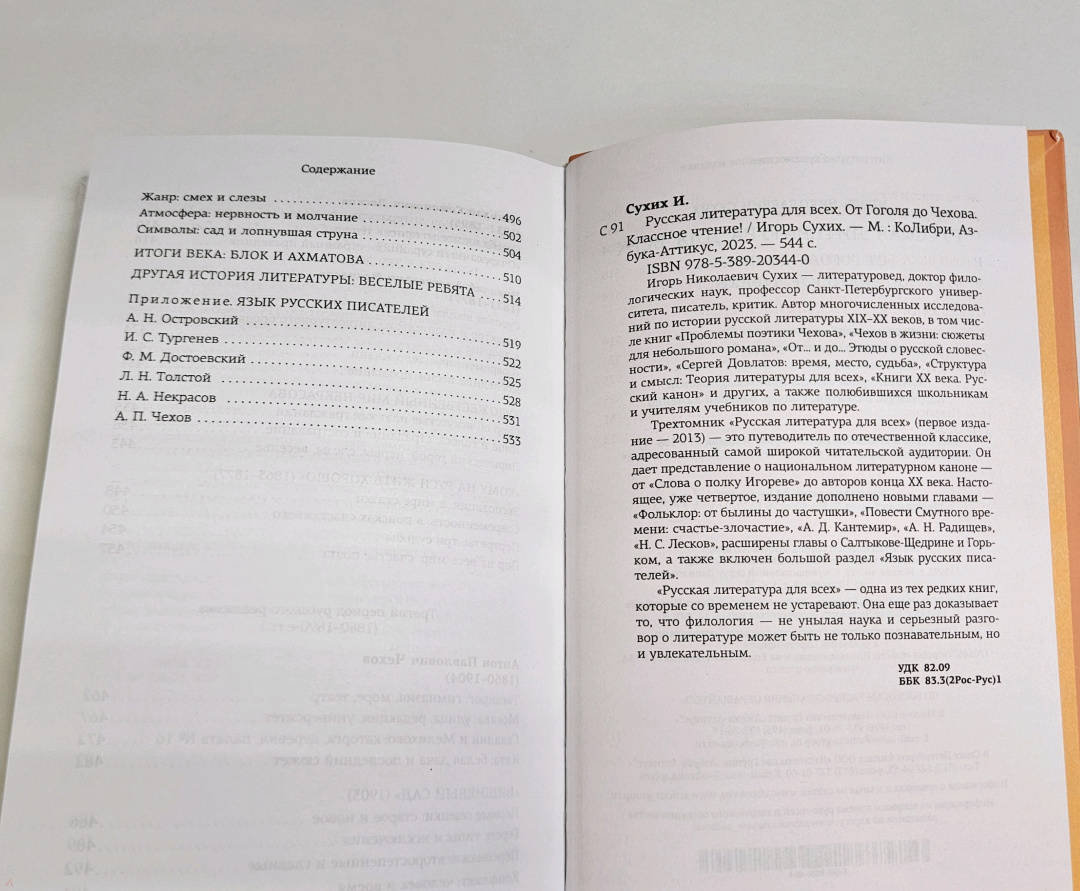 Содержание
Жанр: смех и слезы 496
Атмосфера: нервность и молчание 502
Символы: сад и лопнувшая струна 504
ИТОГИ ВЕКА: БЛОК И АХМАТОВА 510
ДРУГАЯ ИСТОРИЯ ЛИТЕРАТУРЫ: ВЕСЕЛЫЕ РЕБЯТА 514
Приложение. ЯЗЫК РУССКИХ ПИСАТЕЛЕЙ
А. Н. Островский 519
И. С. Тургенев 522
Ф. М. Достоевский 525
Л. Н. Толстой 528
Н. А. Некрасов 531
А. П. Чехов 533
Сухих И.
С 91 Русская литература для всех. От Гоголя до Чехова.
Классное чтение! / Игорь Сухих. — М. : КоЛибри, Аз-
бука-Аттикус, 2023. — 544 с.
ISBN 978-5-389-20344-0
Игорь Николаевич Сухих — литературовед, доктор фило-
логических наук, профессор Санкт-Петербургского универ-
ситета, писатель, критик. Автор многочисленных исследова-
ний по истории русской литературы XIX–XX веков, в том чис-
ле книг «Проблемы поэтики Чехова», «Чехов в жизни: сюжеты
для небольшого романа», «От... и до... Этюды о русской словес-
ности», «Сергей Довлатов: время, место, судьба», «Структура
и смысл: Теория литературы для всех», «Книги XX века. Рус-
ский канон» и других, а также полюбившихся школьникам
и учителям учебников по литературе.
Трехтомник «Русская литература для всех» (первое изда-
ние — 2013) — это путеводитель по отечественной классике,
адресованный самой широкой читательской аудитории. Он
дает представление о национальном литературном каноне —
от «Слова о полку Игореве» до авторов конца XX века. Насто-
ящее, уже четвертое, издание дополнено новыми главами —
«Фольклор: от былины до частушки», «Повести Смутного вре-
мени: счастье-злочастие», «А. Д. Кантемир», «А. Н. Радищев»,
«Н. С. Лесков», расширены главы о Салтыкове-Щедрине и Горь-
ком, а также включен большой раздел «Язык русских писа-
телей».
«Русская литература для всех» — одна из тех редких книг,
которые со временем не устаревают. Она еще раз доказывает
то, что филология — не унылая наука и серьезный разго-
вор о литературе может быть не только познавательным, но
и увлекательным.
УДК 82.09
ББК 83.3(2Рос-Рус)1